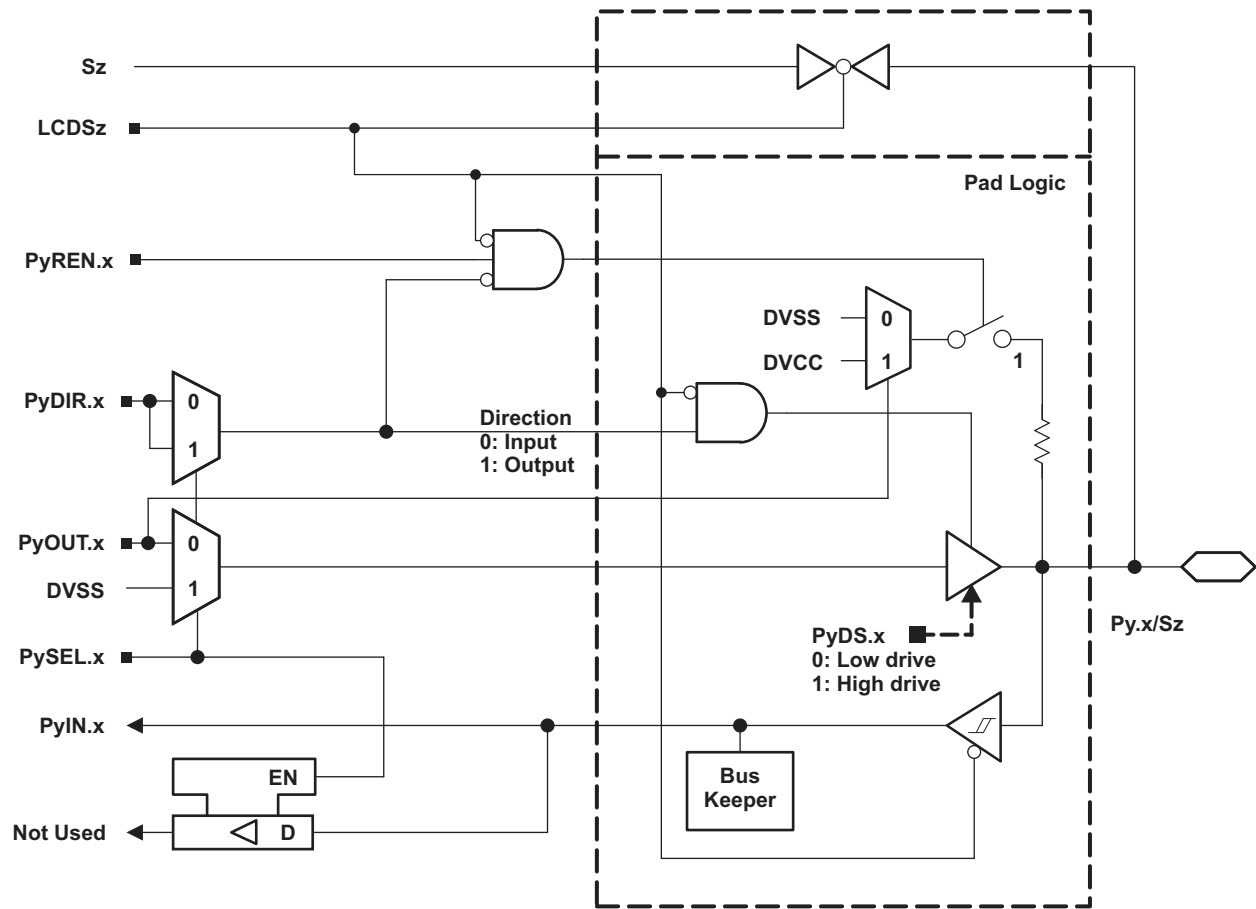 Sz
LCDSz
Pad Logic
PyREN.x
DVSS
0
DVCC
1
1
PyDIR.x
0
1
Direction
0: Input
1: Output
PyOUT.x
0
DVSS
1
PySEL.x
PyDS.x
0: Low drive
1: High drive
Py.x/Sz
PyIN.x
Bus
Keeper
EN
D
Not Used